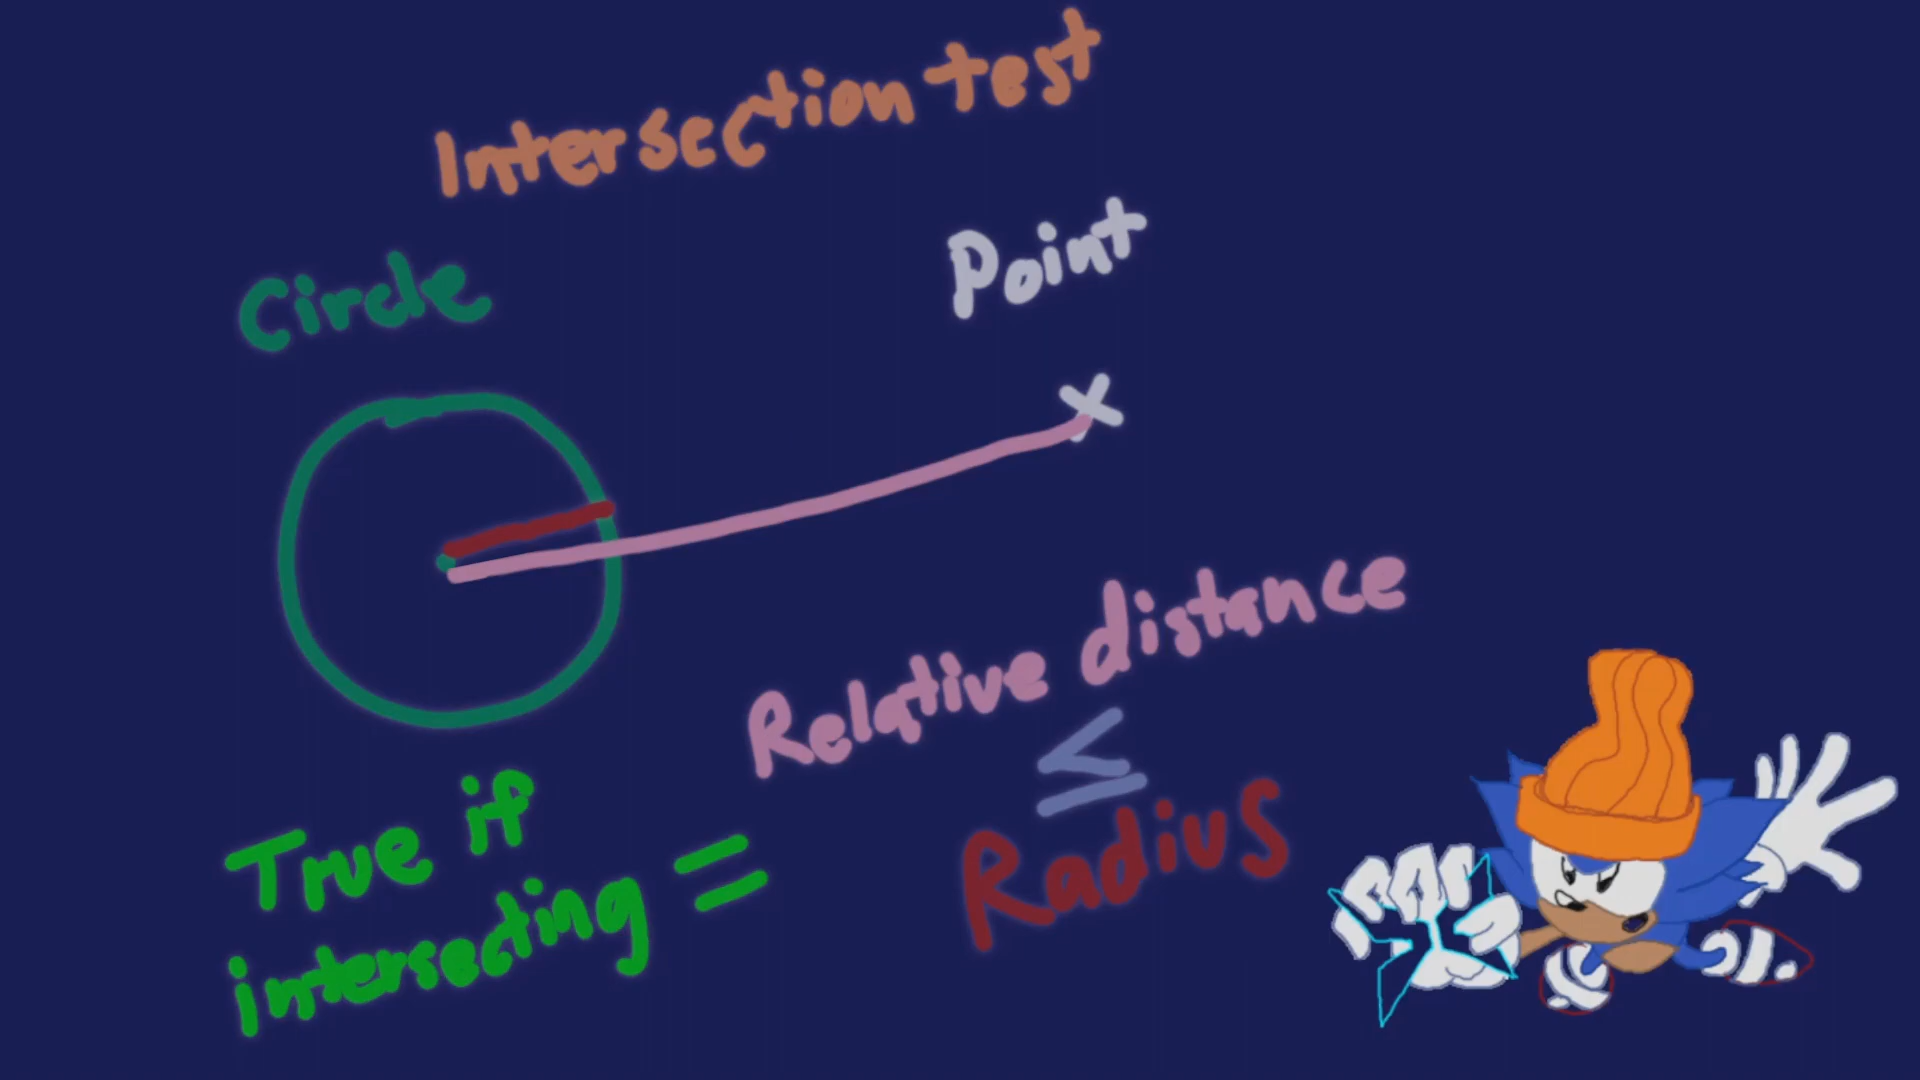 Intersection test
Circle
Point
Relative distance
≤
Radius
True if
intersecting =